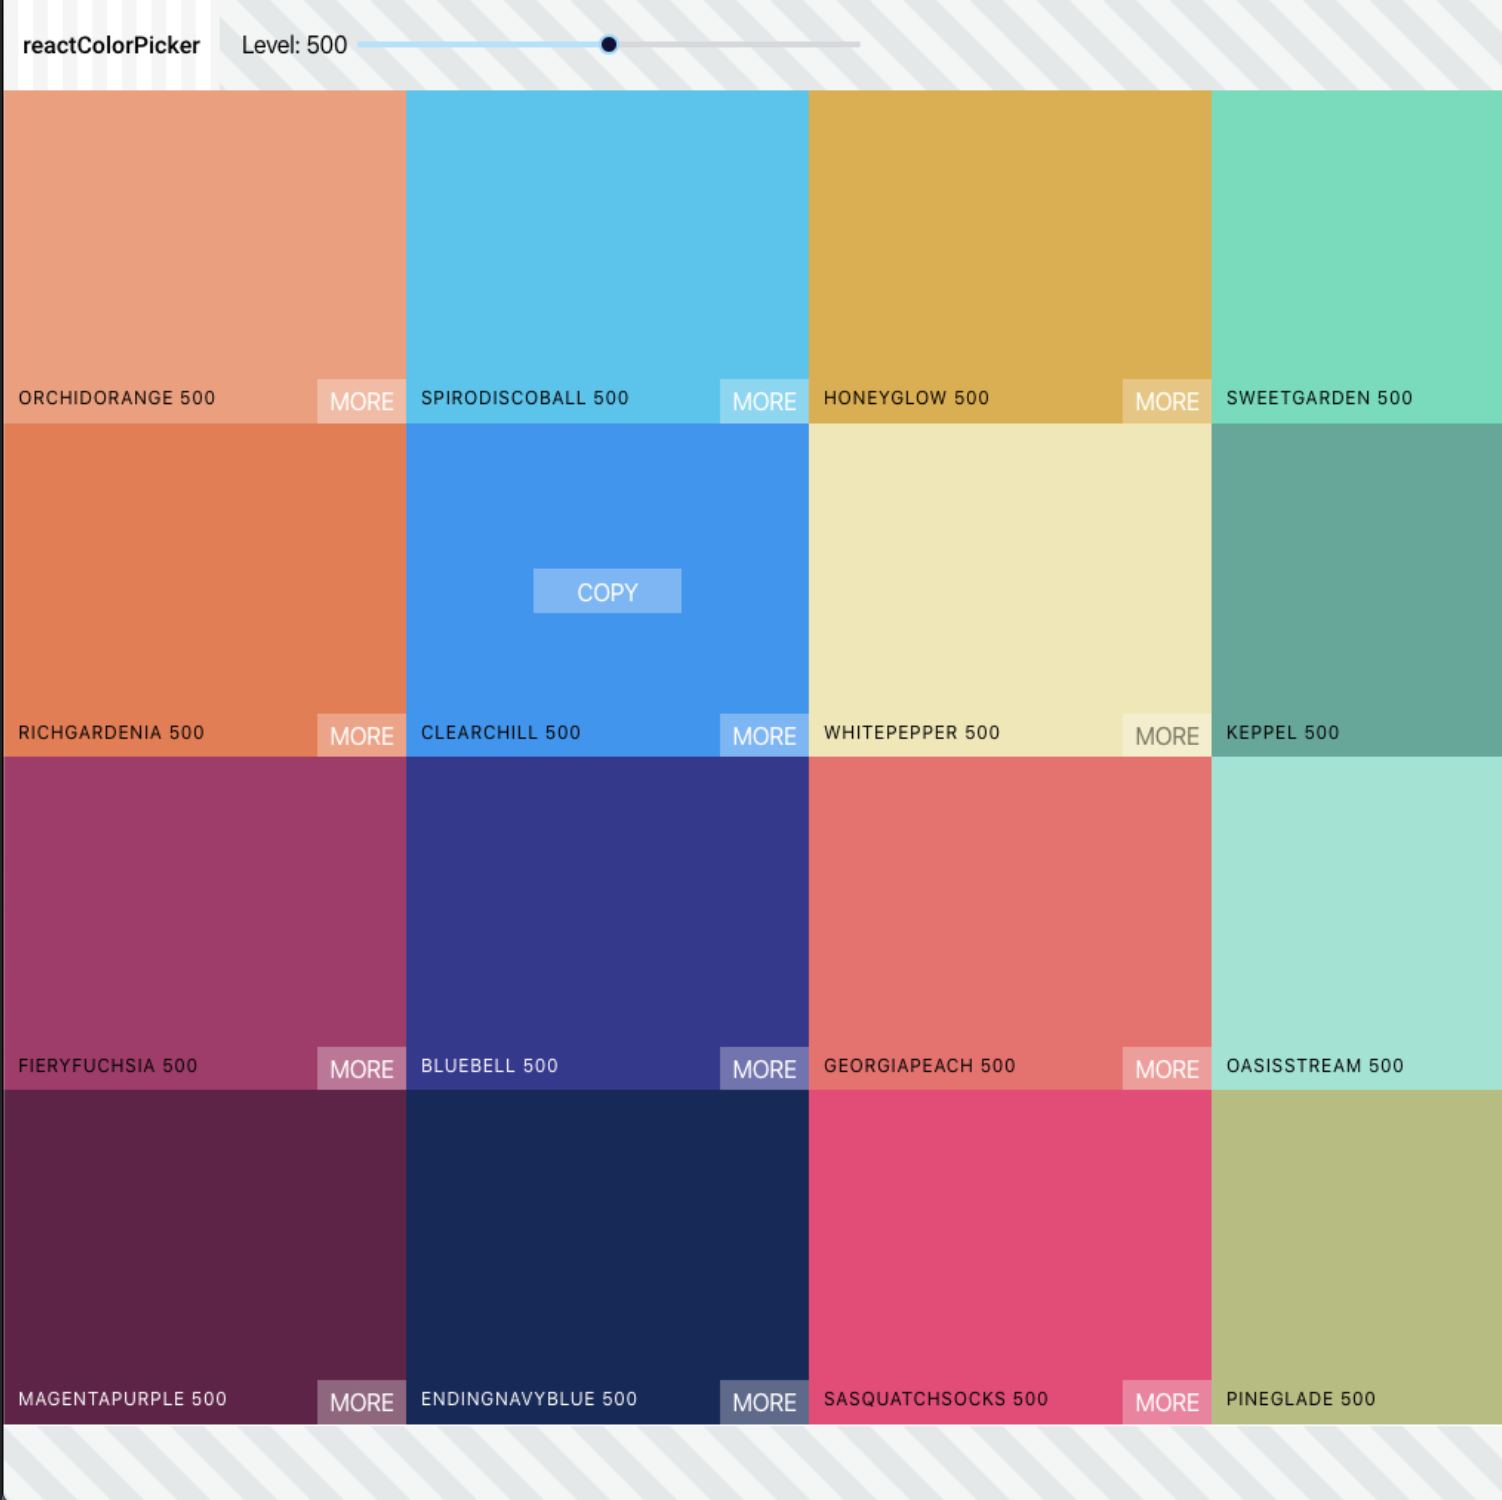 reactColorPicker Level: 500
ORCHIDORANGE 500 MORE SPIRODISCOBALL 500 MORE HONEYGLOW 500 MORE SWEETGARDEN 500
COPY
RICHGARDENIA 500 MORE CLEARCHILL 500 MORE WHITEPEPPER 500 MORE KEPPEL 500
FIERYFUCHSIA 500 MORE BLUEBELL 500 MORE GEORGIAPEACH 500 MORE OASISSTREAM 500
MAGENTAPURPLE 500 MORE ENDINGNAVYBLUE 500 MORE SASQUATCHSOCKS 500 MORE PINEGLADE 500